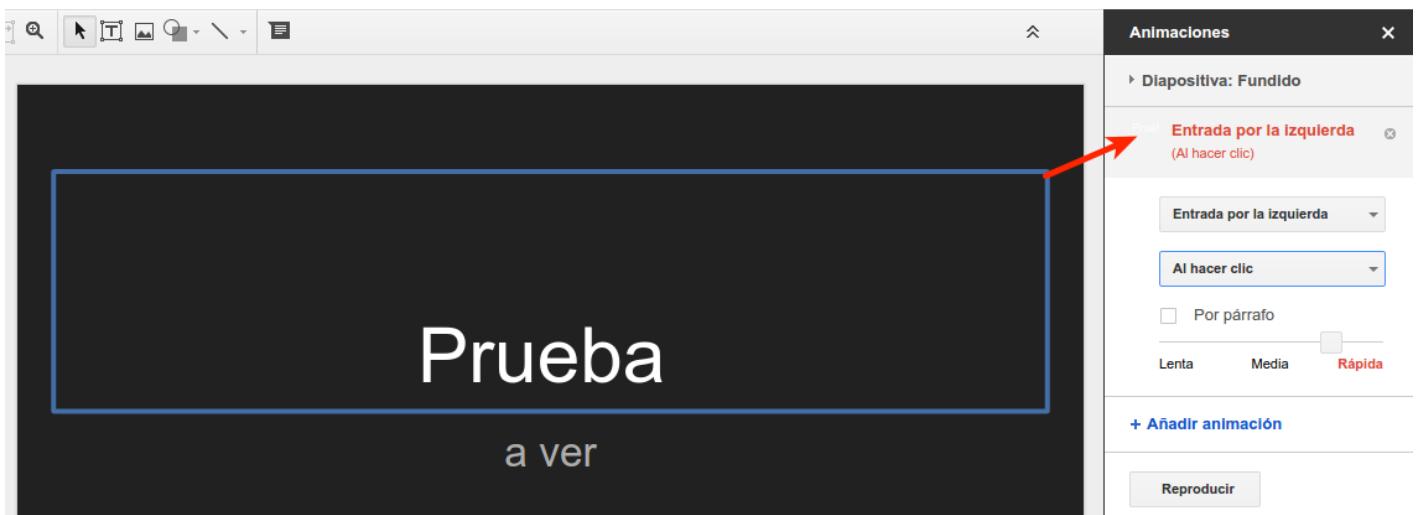 Animaciones
Diapositiva: Fundido
Entrada por la izquierda
(Al hacer clic)
Entrada por la izquierda
Al hacer clic
Por párrafo
Lenta Media Rápida
+ Añadir animación
Reproducir
Prueba
a ver